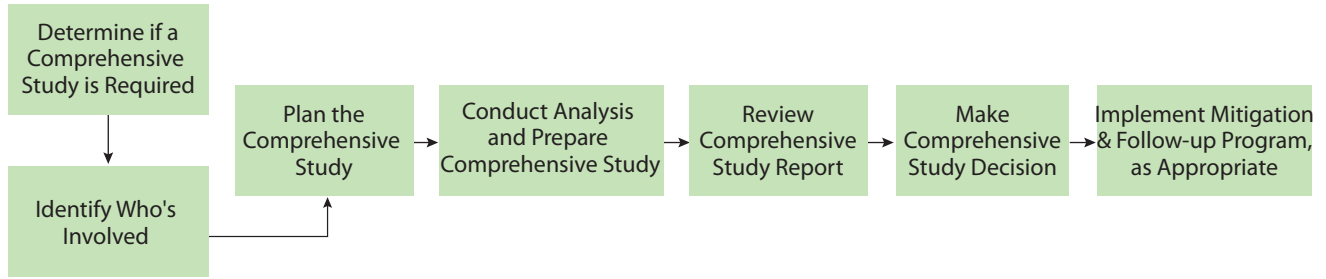 Determine if a
Comprehensive
Study is Required
Identify Who's
Involved
Plan the
Comprehensive
Study
Conduct Analysis
and Prepare
Comprehensive Study
Review
Comprehensive
Study Report
Make
Comprehensive
Study Decision
Implement Mitigation
& Follow-up Program,
as Appropriate